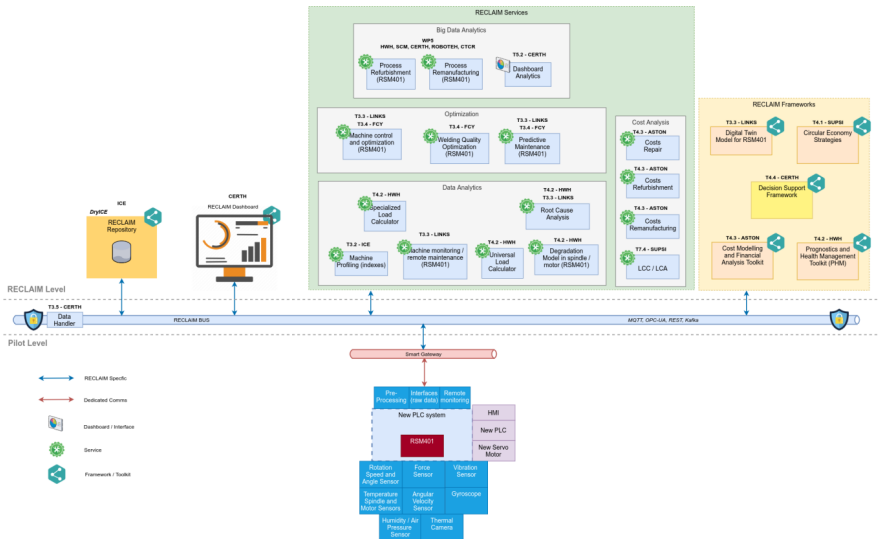 RECLAIM Services
Big Data Analytics
WP5
HWH, SCM, CERTH, ROBOTEH, CTCR
Process
Refurbishment
(RSM401)
Process
Remanufacturing
(RSM401)
T5.2 - CERTH
Dashboard
Analytics
Optimization
T3.3 - LINKS
T3.4 - FCY
Machine control
and optimization
(RSM401)
T3.4 - FCY
Welding Quality
Optimization
(RSM401)
T3.3 - LINKS
T3.4 - FCY
Predictive
Maintenance
(RSM401)
Data Analytics
T4.2 - HWH
Specialized
Load
Calculator
T4.2 - HWH
T3.3 - LINKS
Root Cause
Analysis
T3.2 - ICE
Machine
Profiling (indexes)
T3.3 - LINKS
Machine monitoring /
remote maintenance
(RSM401)
T4.2 - HWH
Universal
Load
Calculator
T4.2 - HWH
Degradation
Model in spindle /
motor (RSM401)
Cost Analysis
T4.3 - ASTON
Costs
Repair
T4.3 - ASTON
Costs
Refurbishment
T4.3 - ASTON
Costs
Remanufacturing
T7.4 - SUPSI
LCC / LCA
RECLAIM Frameworks
T3.3 - LINKS
Digital Twin
Model for RSM401
T4.1 - SUPSI
Circular Economy
Strategies
T4.4 - CERTH
Decision Support
Framework
T4.3 - ASTON
Cost Modelling
and Financial
Analysis Toolkit
T4.2 - HWH
Prognostics and
Health Management
Toolkit (PHM)
ICE
DryICE
RECLAIM
Repository
CERTH
RECLAIM Dashboard
RECLAIM Level
T3.5 - CERTH
Data
Handler
RECLAIM BUS
MQTT, OPC-UA, REST, Kafka
Pilot Level
Smart Gateway
RECLAIM Specific
Dedicated Comms
Dashboard / Interface
Service
Framework / Toolkit
Pre-
Processing
Interfaces
(raw data)
Remote
monitoring
New PLC system
RSM401
HMI
New PLC
New Servo
Motor
Rotation
Speed and
Angle Sensor
Force
Sensor
Vibration
Sensor
Temperature
Spindle and
Motor Sensors
Angular
Velocity
Sensor
Gyroscope
Humidity / Air
Pressure
Sensor
Thermal
Camera